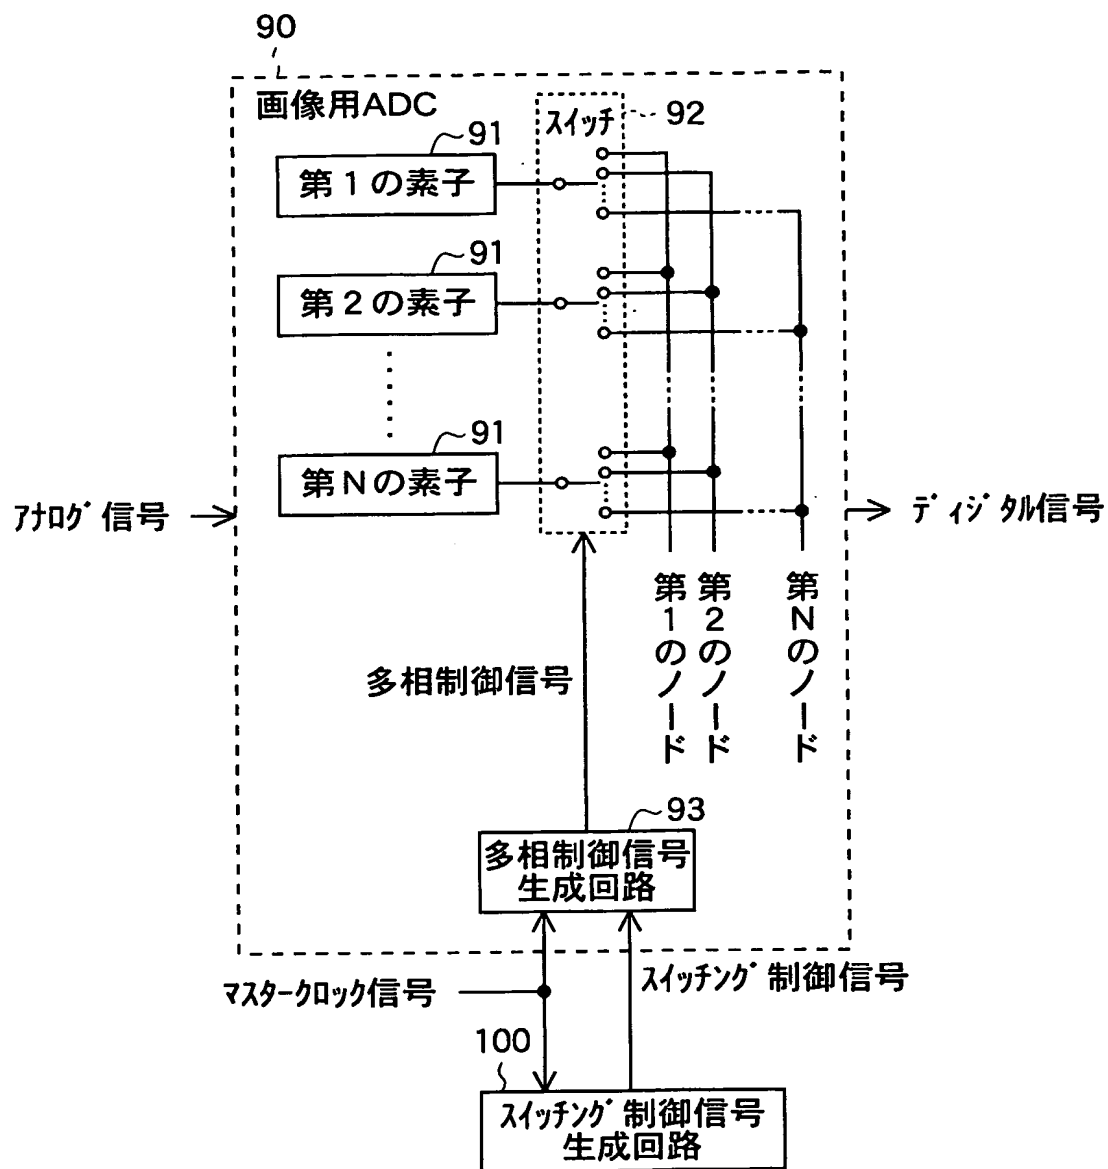 90
画像用ADC
スイッチ
92
91
第1の素子
91
第2の素子
91
第Nの素子
アナログ信号
ディジタル信号
第1のノード
第2のノード
第Nのノード
多相制御信号
93
多相制御信号
生成回路
マスタークロック信号
スイッチング制御信号
100
スイッチング制御信号
生成回路